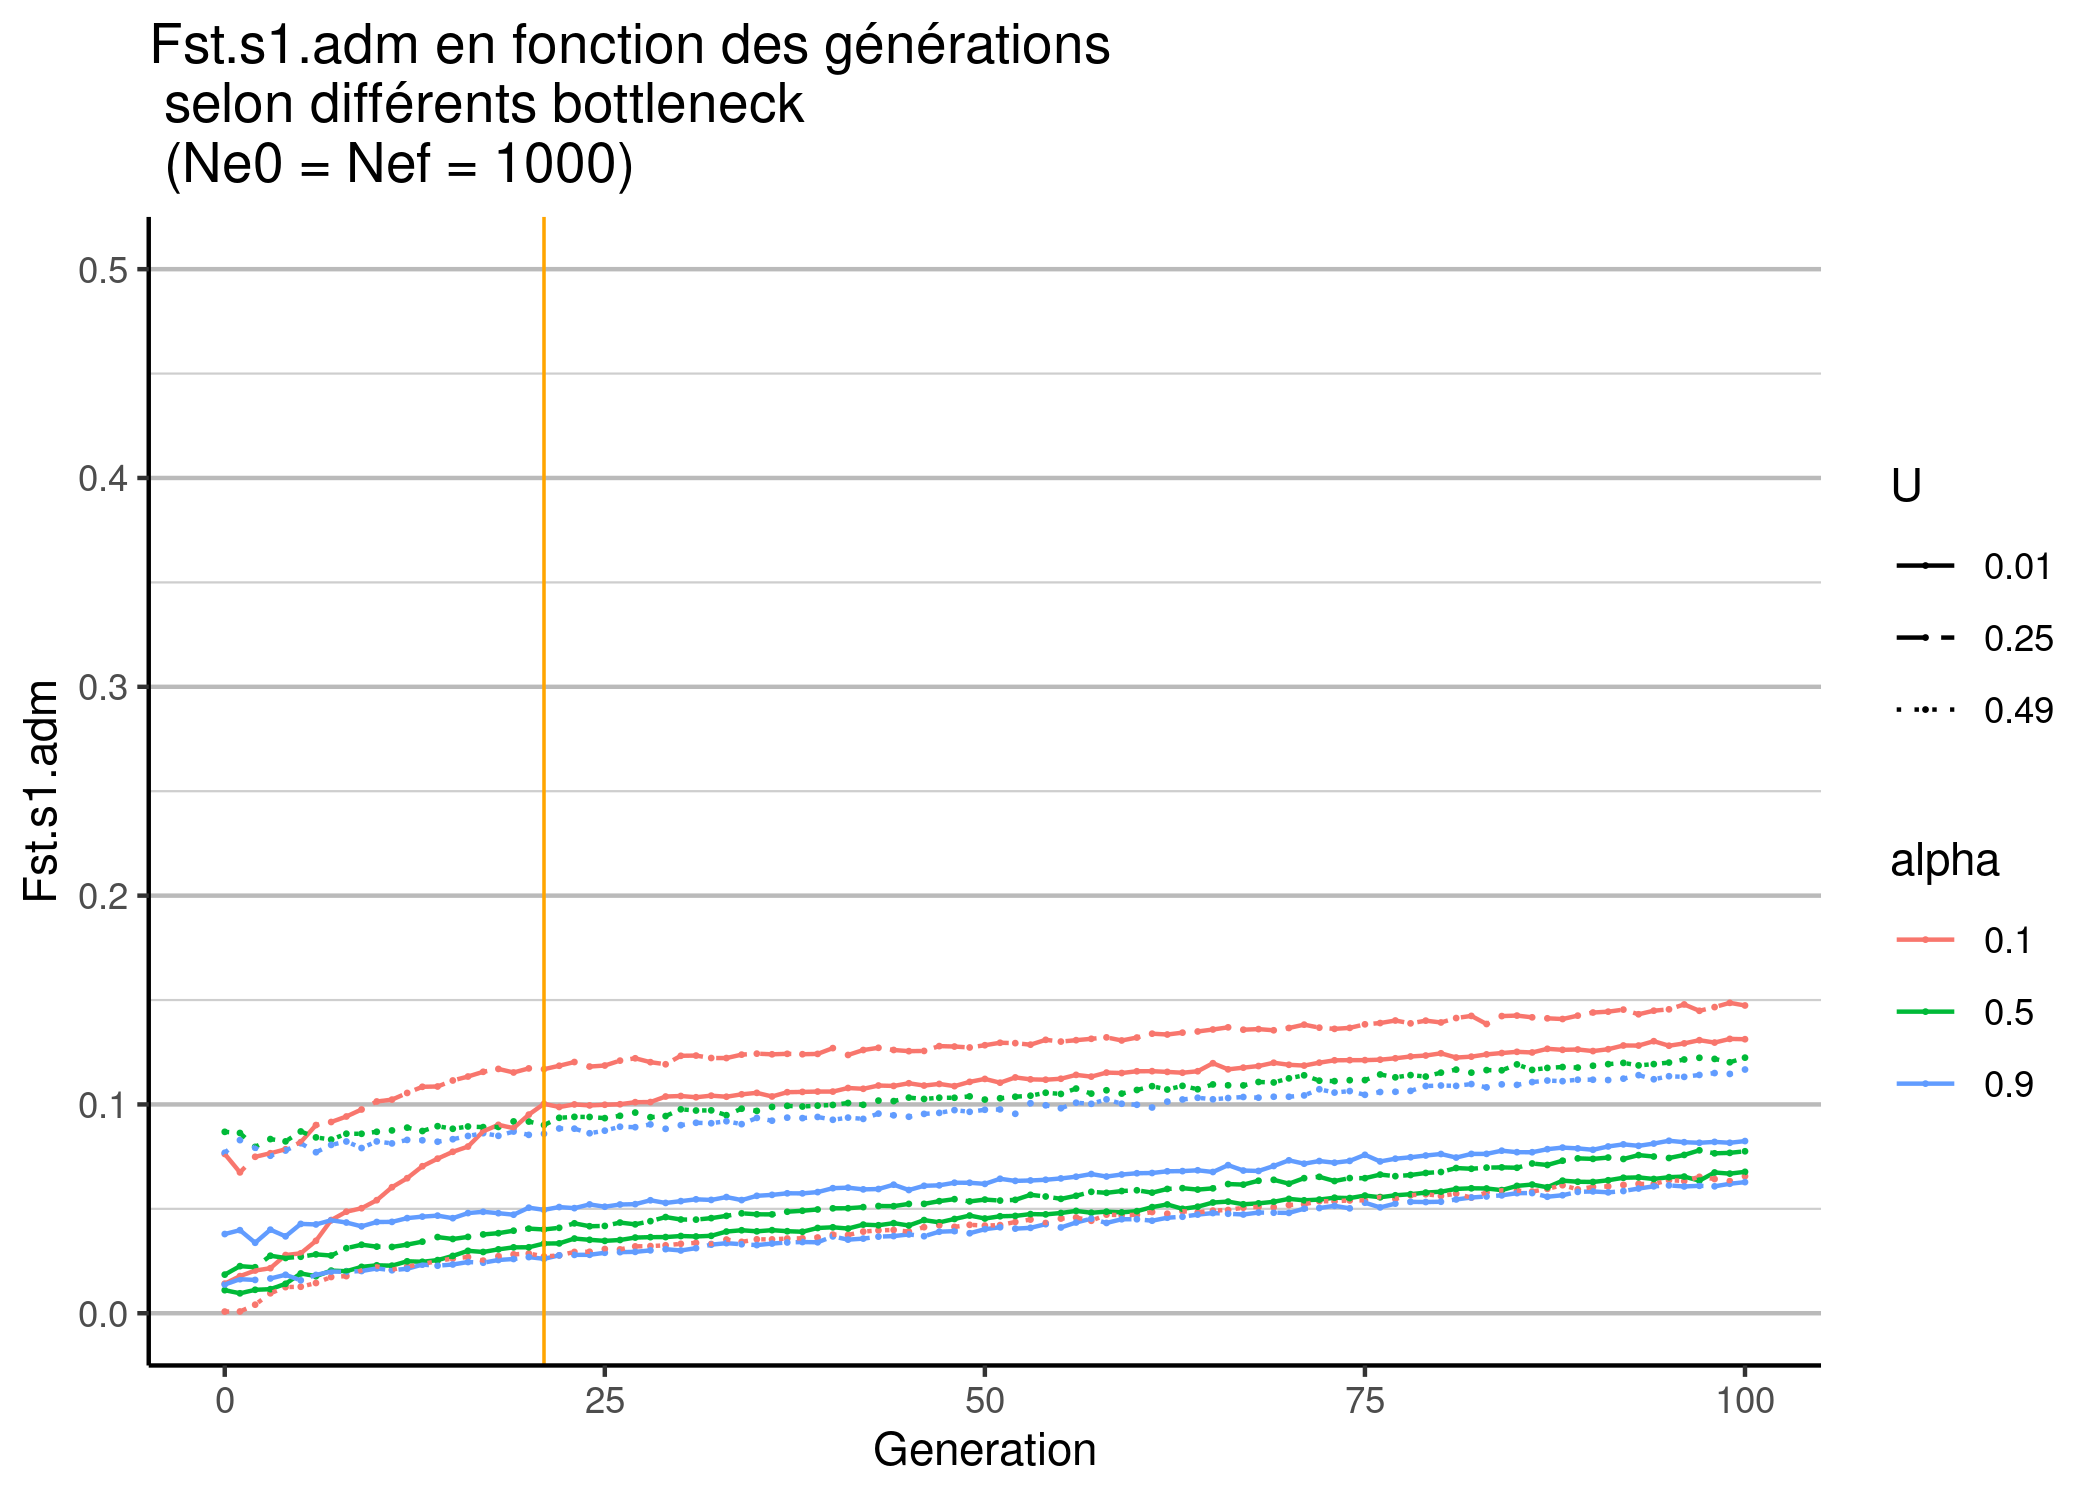 Fst.s1.adm en fonction des générations
selon différents bottleneck
(Ne0 = Nef = 1000)
Fst.s1.adm
0.5
0.4
0.3
0.2
0.1
0.0
0
25
50
75
100
Generation
U
0.01
0.25
0.49
alpha
0.1
0.5
0.9